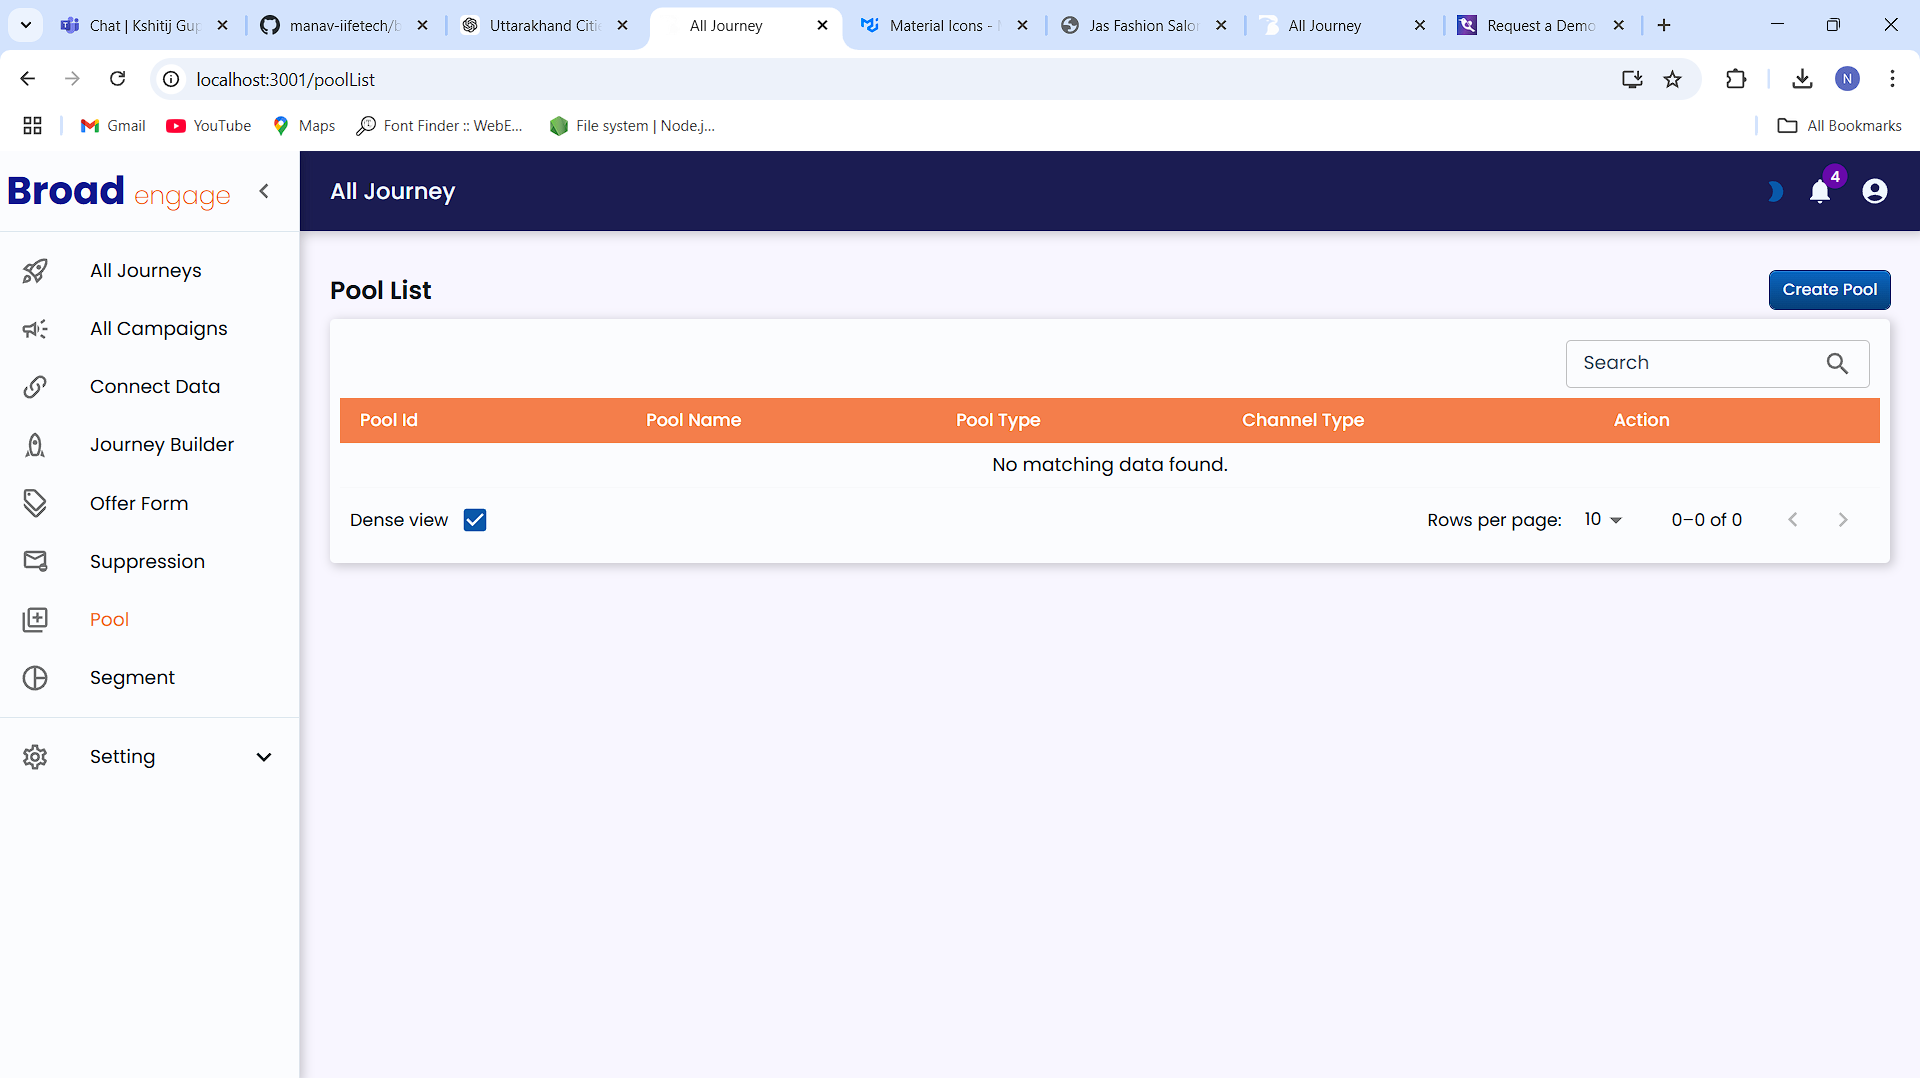 Chat | Kshitij Gup
manav-iifetech/b
Uttarakhand Citie
All Journey
Material Icons -
Jas Fashion Salo
All Journey
Request a Demo
localhost:3001/poolList
N
Gmail
YouTube
Maps
Font Finder :: WebE...
File system | Node.j...
All Bookmarks
Broad engage
All Journey
4
All Journeys
All Campaigns
Connect Data
Journey Builder
Offer Form
Suppression
Pool
Segment
Setting
Pool List
Create Pool
Search
Pool Id Pool Name Pool Type Channel Type Action
No matching data found.
Dense view
Rows per page: 10 0–0 of 0